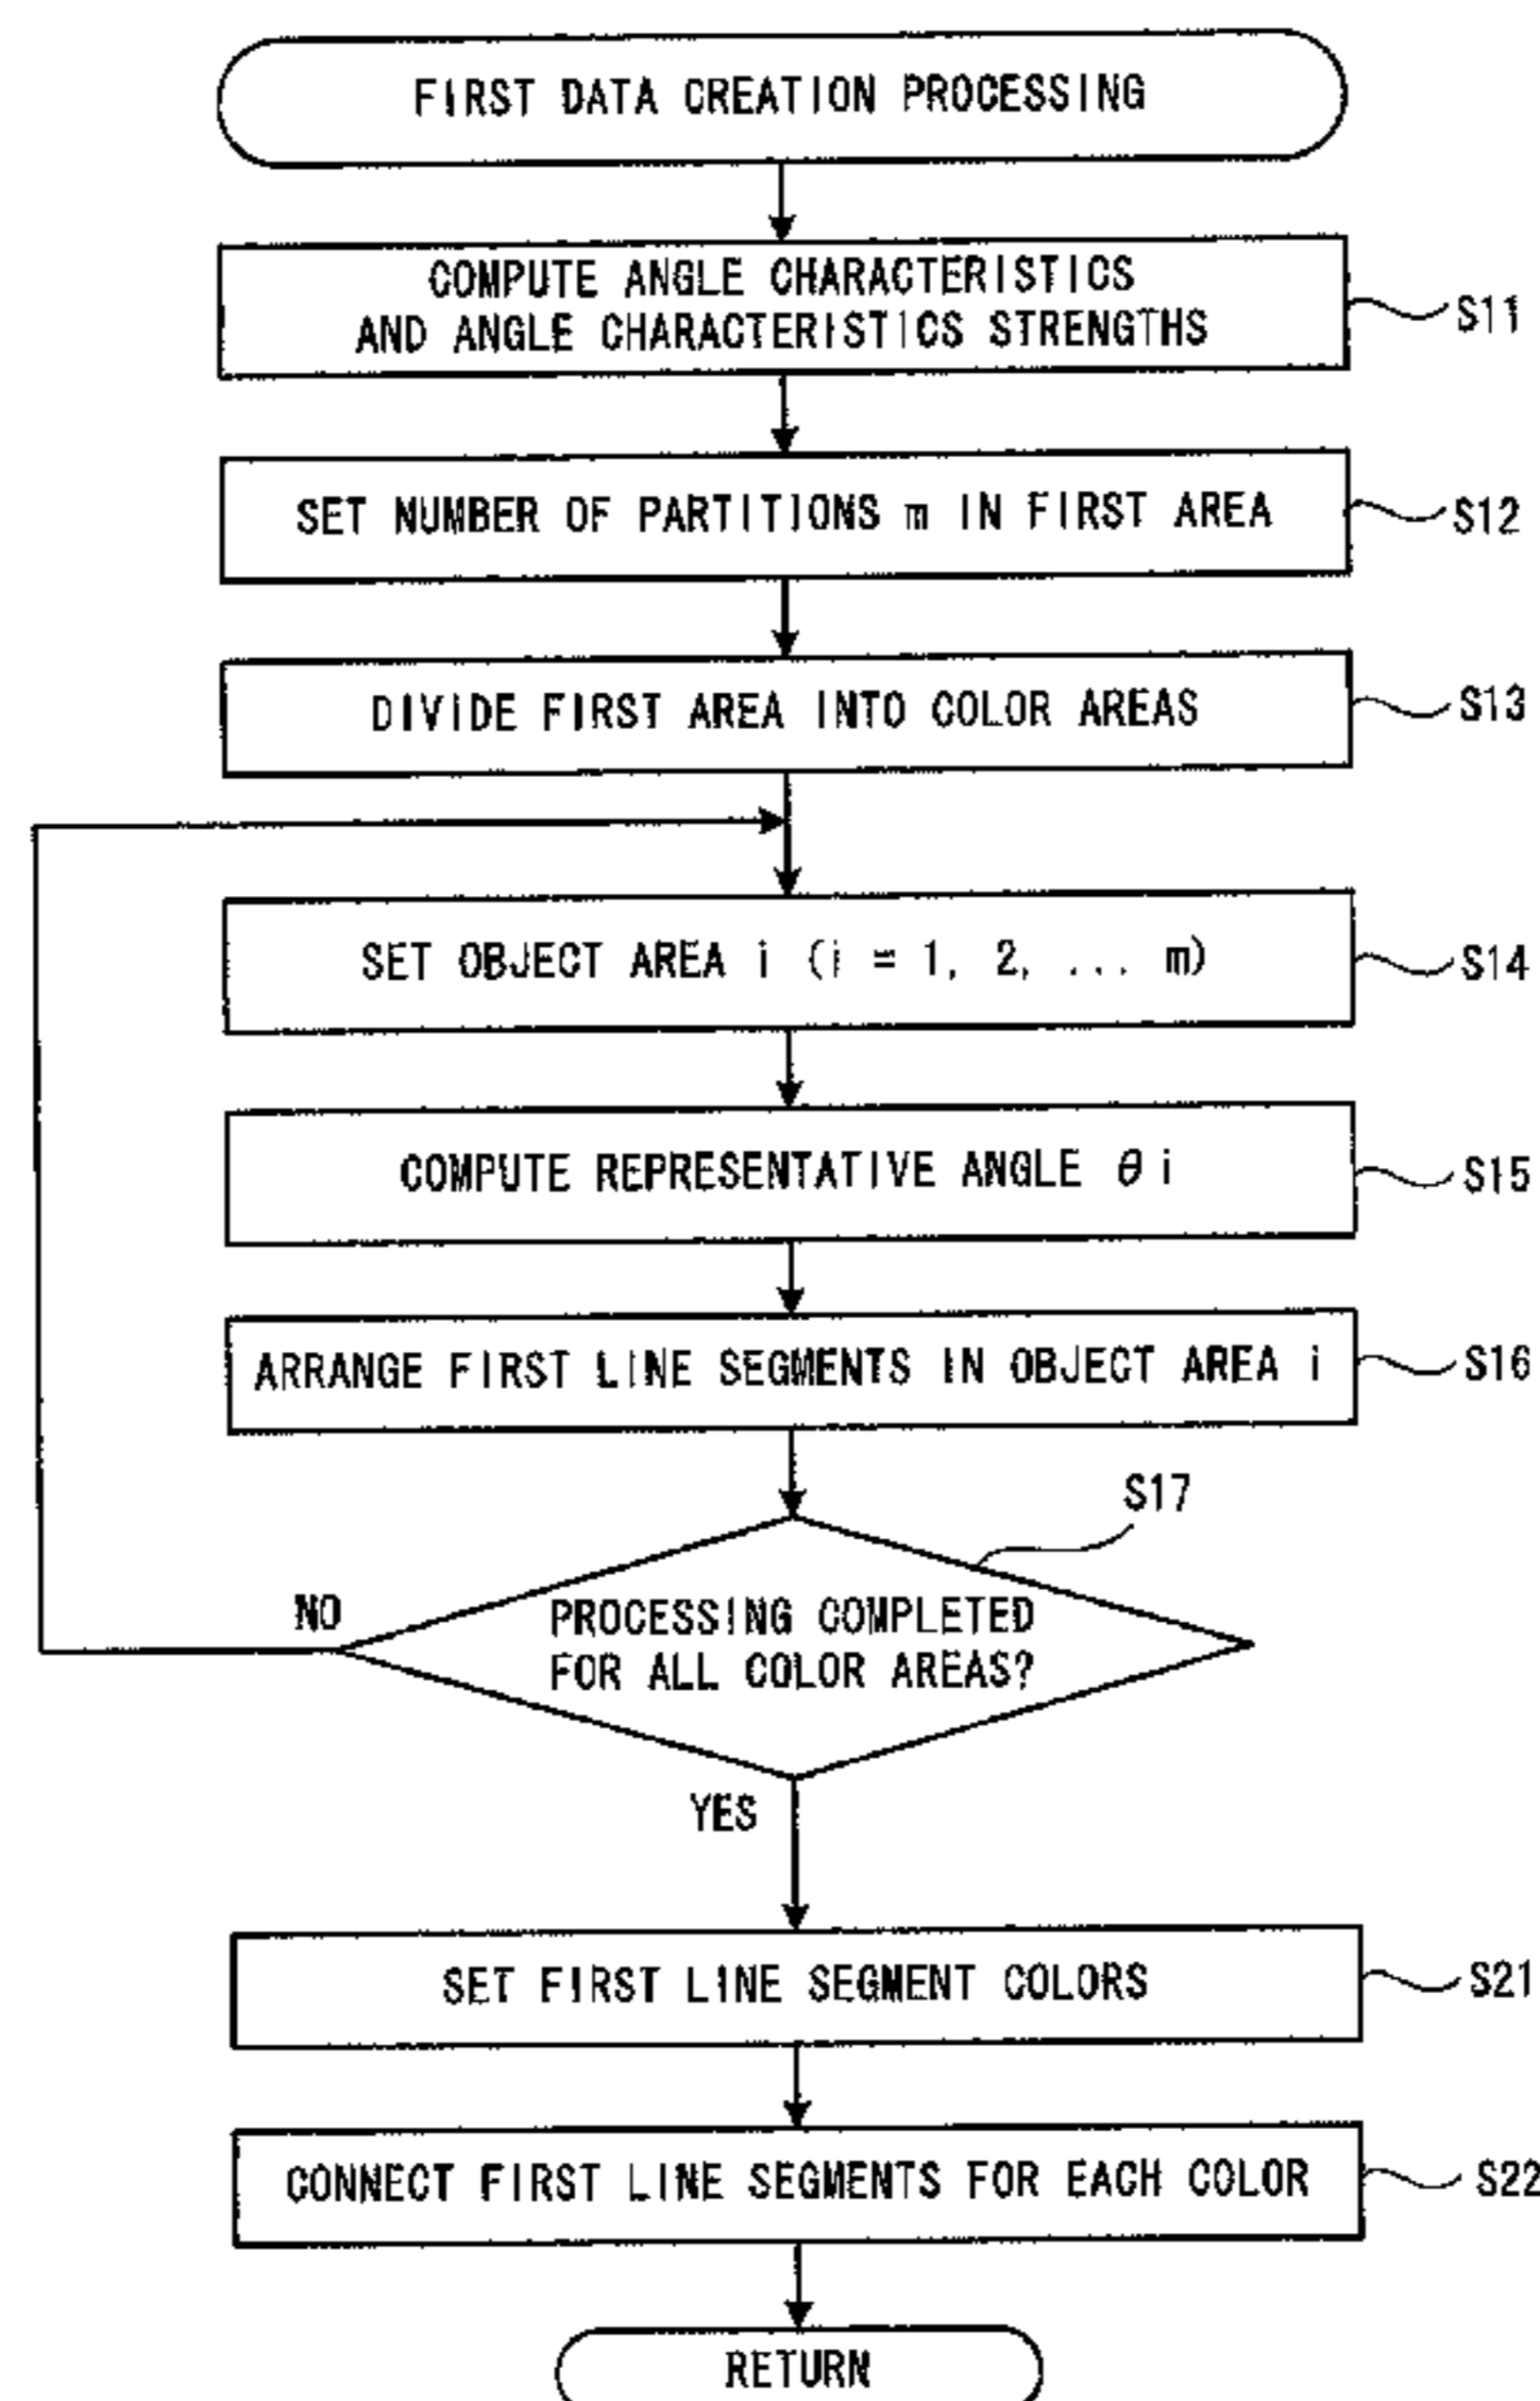 FIRST DATA CREATION PROCESSING
COMPUTE ANGLE CHARACTERISTICS
AND ANGLE CHARACTERISTICS STRENGTHS
S11
SET NUMBER OF PARTITIONS m IN FIRST AREA
S12
DIVIDE FIRST AREA INTO COLOR AREAS
S13
SET OBJECT AREA i (i = 1, 2, ... m)
S14
COMPUTE REPRESENTATIVE ANGLE θ i
S15
ARRANGE FIRST LINE SEGMENTS IN OBJECT AREA i
S16
S17
NO
PROCESSING COMPLETED
FOR ALL COLOR AREAS?
YES
SET FIRST LINE SEGMENT COLORS
S21
CONNECT FIRST LINE SEGMENTS FOR EACH COLOR
S22
RETURN